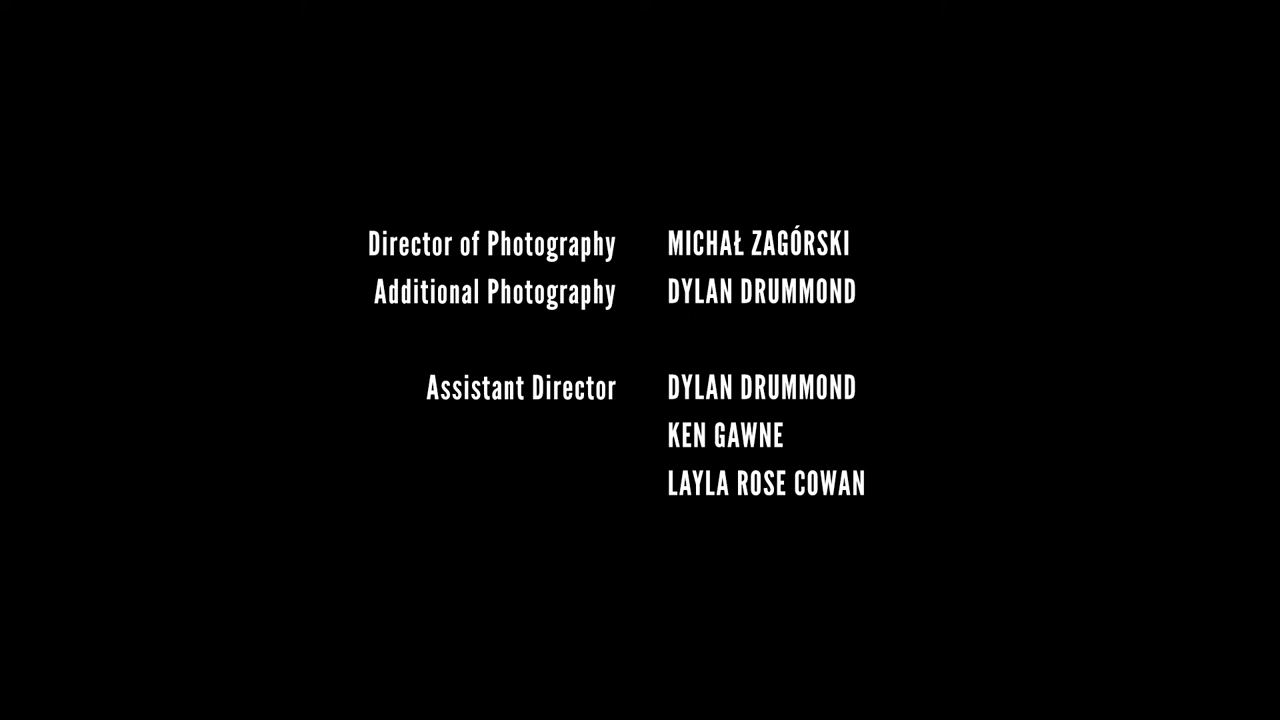 Director of Photography MICHAŁ ZAGÓRSKI
Additional Photography DYLAN DRUMMOND
Assistant Director DYLAN DRUMMOND
KEN GAWNE
LAYLA ROSE COWAN